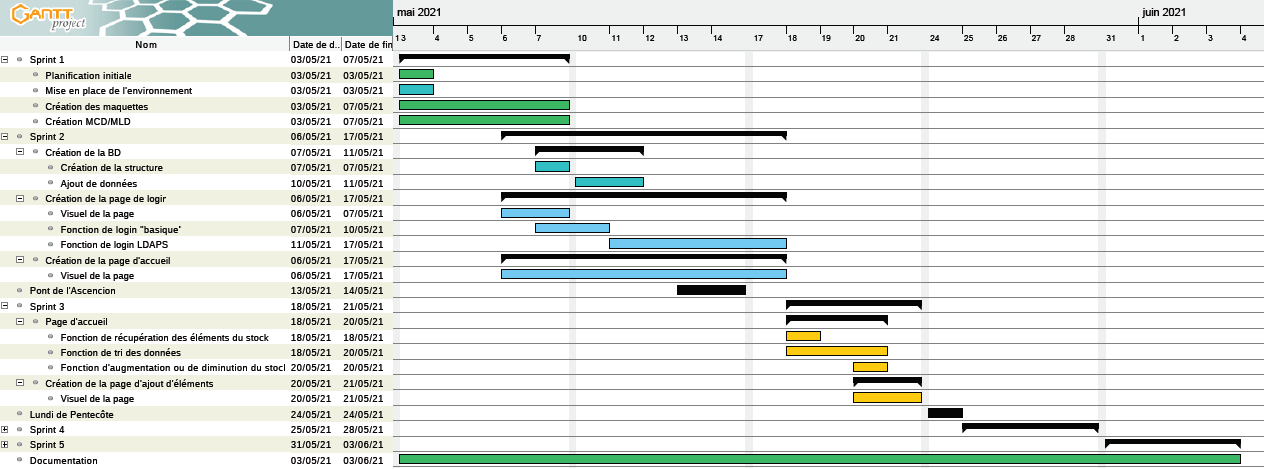 GANTT project
mai 2021 juin 2021
Nom Date de d.. Date de fin 3 4 5 6 7 10 11 12 13 14 17 18 19 20 21 24 25 26 27 28 31 1 2 3 4
Sprint 1 03/05/21 07/05/21
Planification initiale 03/05/21 03/05/21
Mise en place de l'environnement 03/05/21 03/05/21
Création des maquettes 03/05/21 07/05/21
Création MCD/MLD 03/05/21 07/05/21
Sprint 2 06/05/21 17/05/21
Création de la BD 07/05/21 11/05/21
Création de la structure 07/05/21 07/05/21
Ajout de données 10/05/21 11/05/21
Création de la page de logir 06/05/21 17/05/21
Visuel de la page 06/05/21 07/05/21
Fonction de login "basique" 07/05/21 10/05/21
Fonction de login LDAPS 11/05/21 17/05/21
Création de la page d'accueil 06/05/21 17/05/21
Visuel de la page 06/05/21 17/05/21
Pont de l'Ascencion 13/05/21 14/05/21
Sprint 3 18/05/21 21/05/21
Page d'accueil 18/05/21 20/05/21
Fonction de récupération des éléments du stock 18/05/21 18/05/21
Fonction de tri des données 18/05/21 20/05/21
Fonction d'augmentation ou de diminution du stocl 20/05/21 20/05/21
Création de la page d'ajout d'éléments 20/05/21 21/05/21
Visuel de la page 20/05/21 21/05/21
Lundi de Pentecôte 24/05/21 24/05/21
Sprint 4 25/05/21 28/05/21
Sprint 5 31/05/21 03/06/21
Documentation 03/05/21 03/06/21